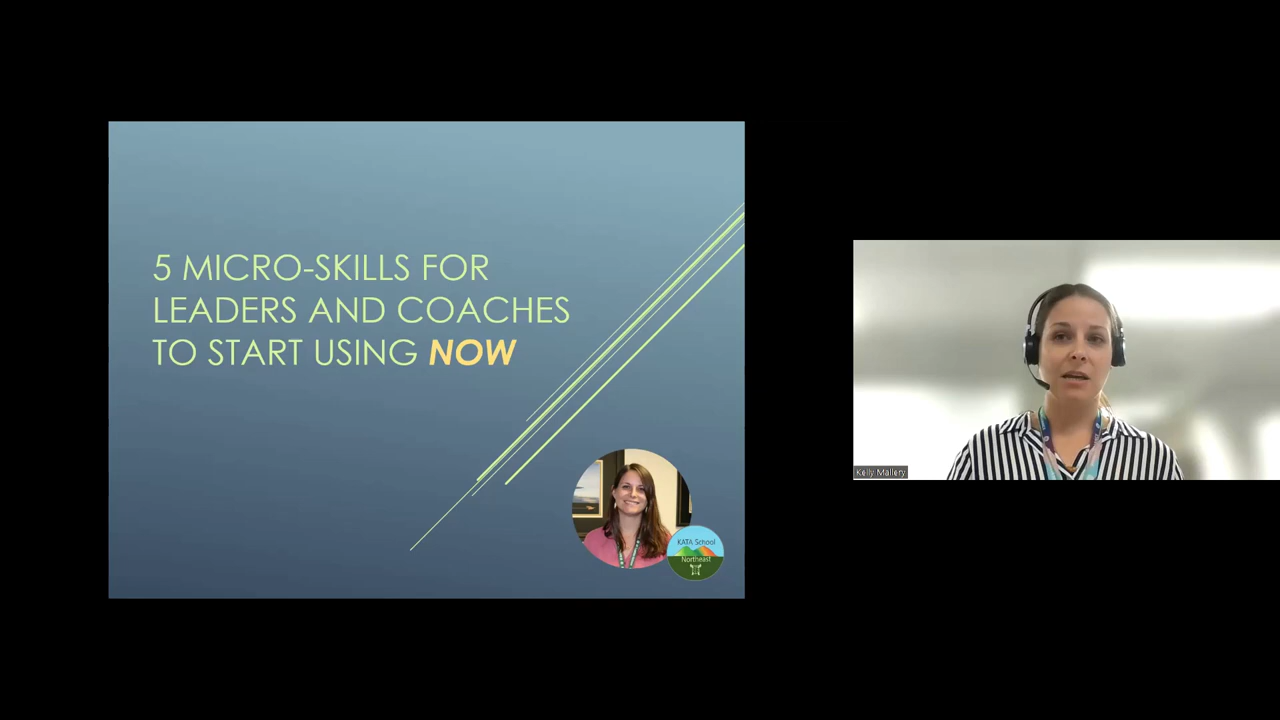 5 MICRO-SKILLS FOR
LEADERS AND COACHES
TO START USING NOW
KATA School
Northeast
Kelly Mallery